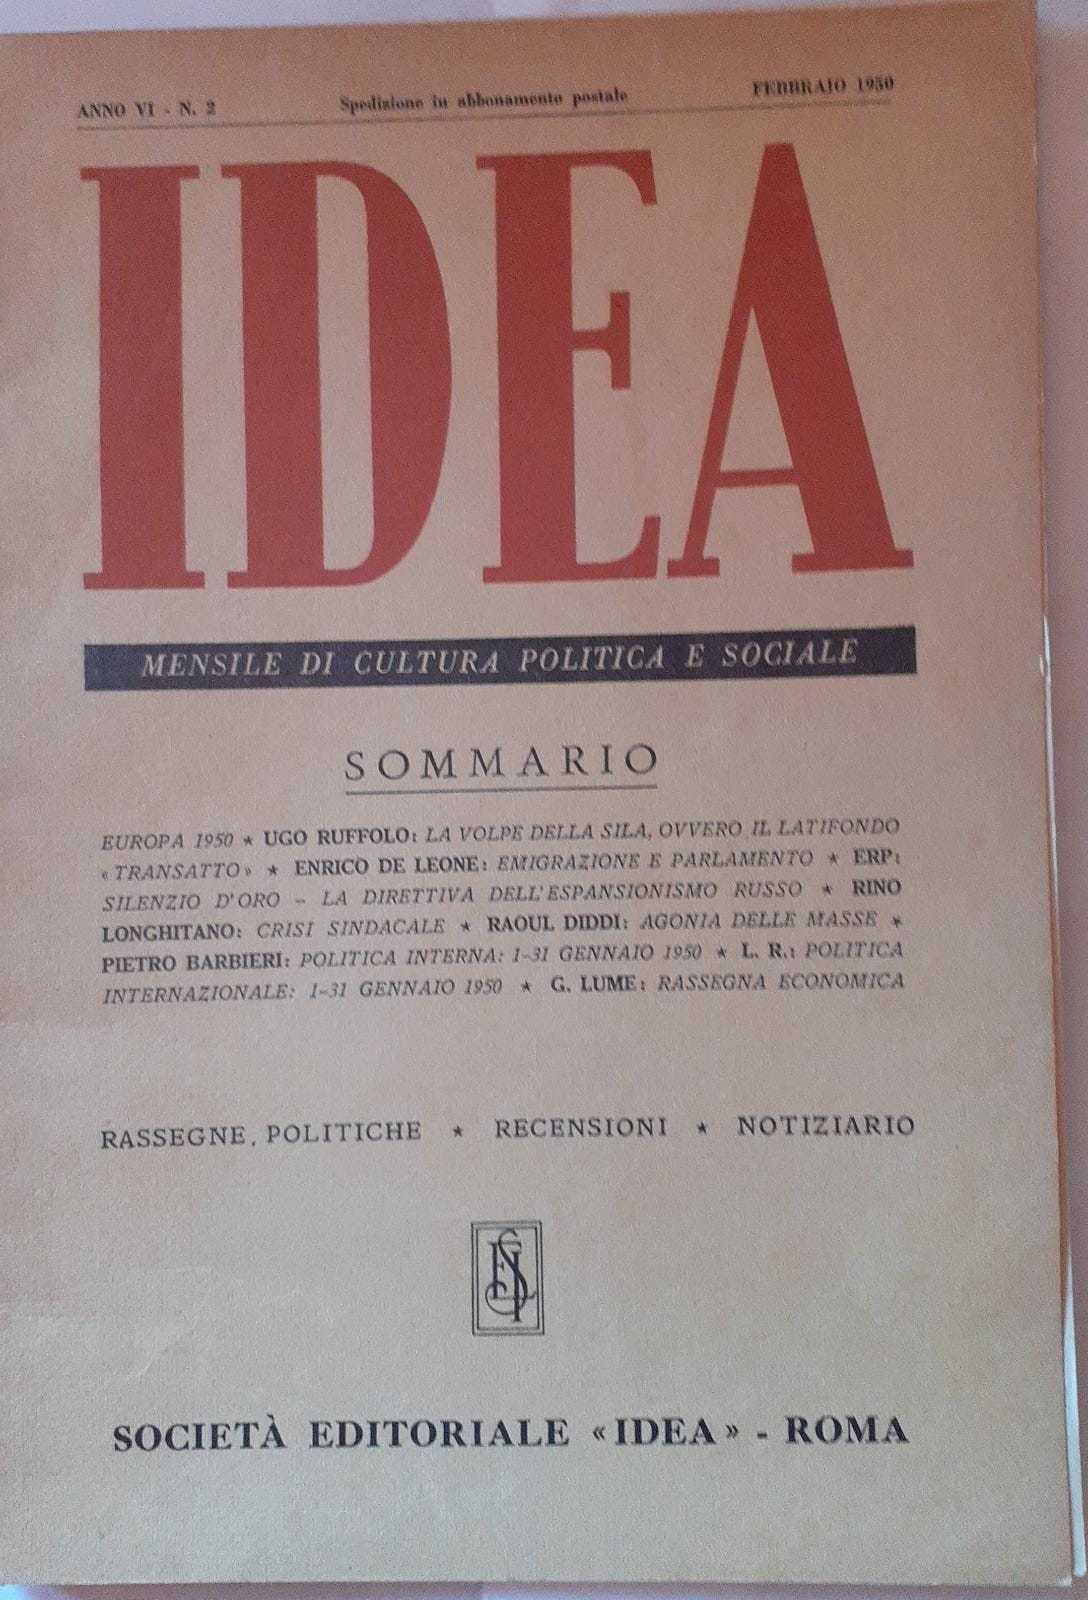 ANNO VI - N. 2
Spedizione in abbonamento postale
FEBBRAIO 1950
IDEA
MENSILE DI CULTURA POLITICA E SOCIALE
SOMMARIO
EUROPA 1950 ★ UGO RUFFOLO: LA VOLPE DELLA SILA, OVVERO IL LATIFONDO
«TRANSATTO» ★ ENRICO DE LEONE: EMIGRAZIONE E PARLAMENTO ★ ERP:
SILENZIO D'ORO - LA DIRETTIVA DELL'ESPANSIONISMO RUSSO ★ RINO
LONGHITANO: CRISI SINDACALE ★ RAOUL DIDDI: AGONIA DELLE MASSE ★
PIETRO BARBIERI: POLITICA INTERNA: 1-31 GENNAIO 1950 ★ L. R.: POLITICA
INTERNAZIONALE: 1-31 GENNAIO 1950 ★ G. LUME: RASSEGNA ECONOMICA
RASSEGNE, POLITICHE ★ RECENSIONI ★ NOTIZIARIO
SOCIETÀ EDITORIALE «IDEA» - ROMA